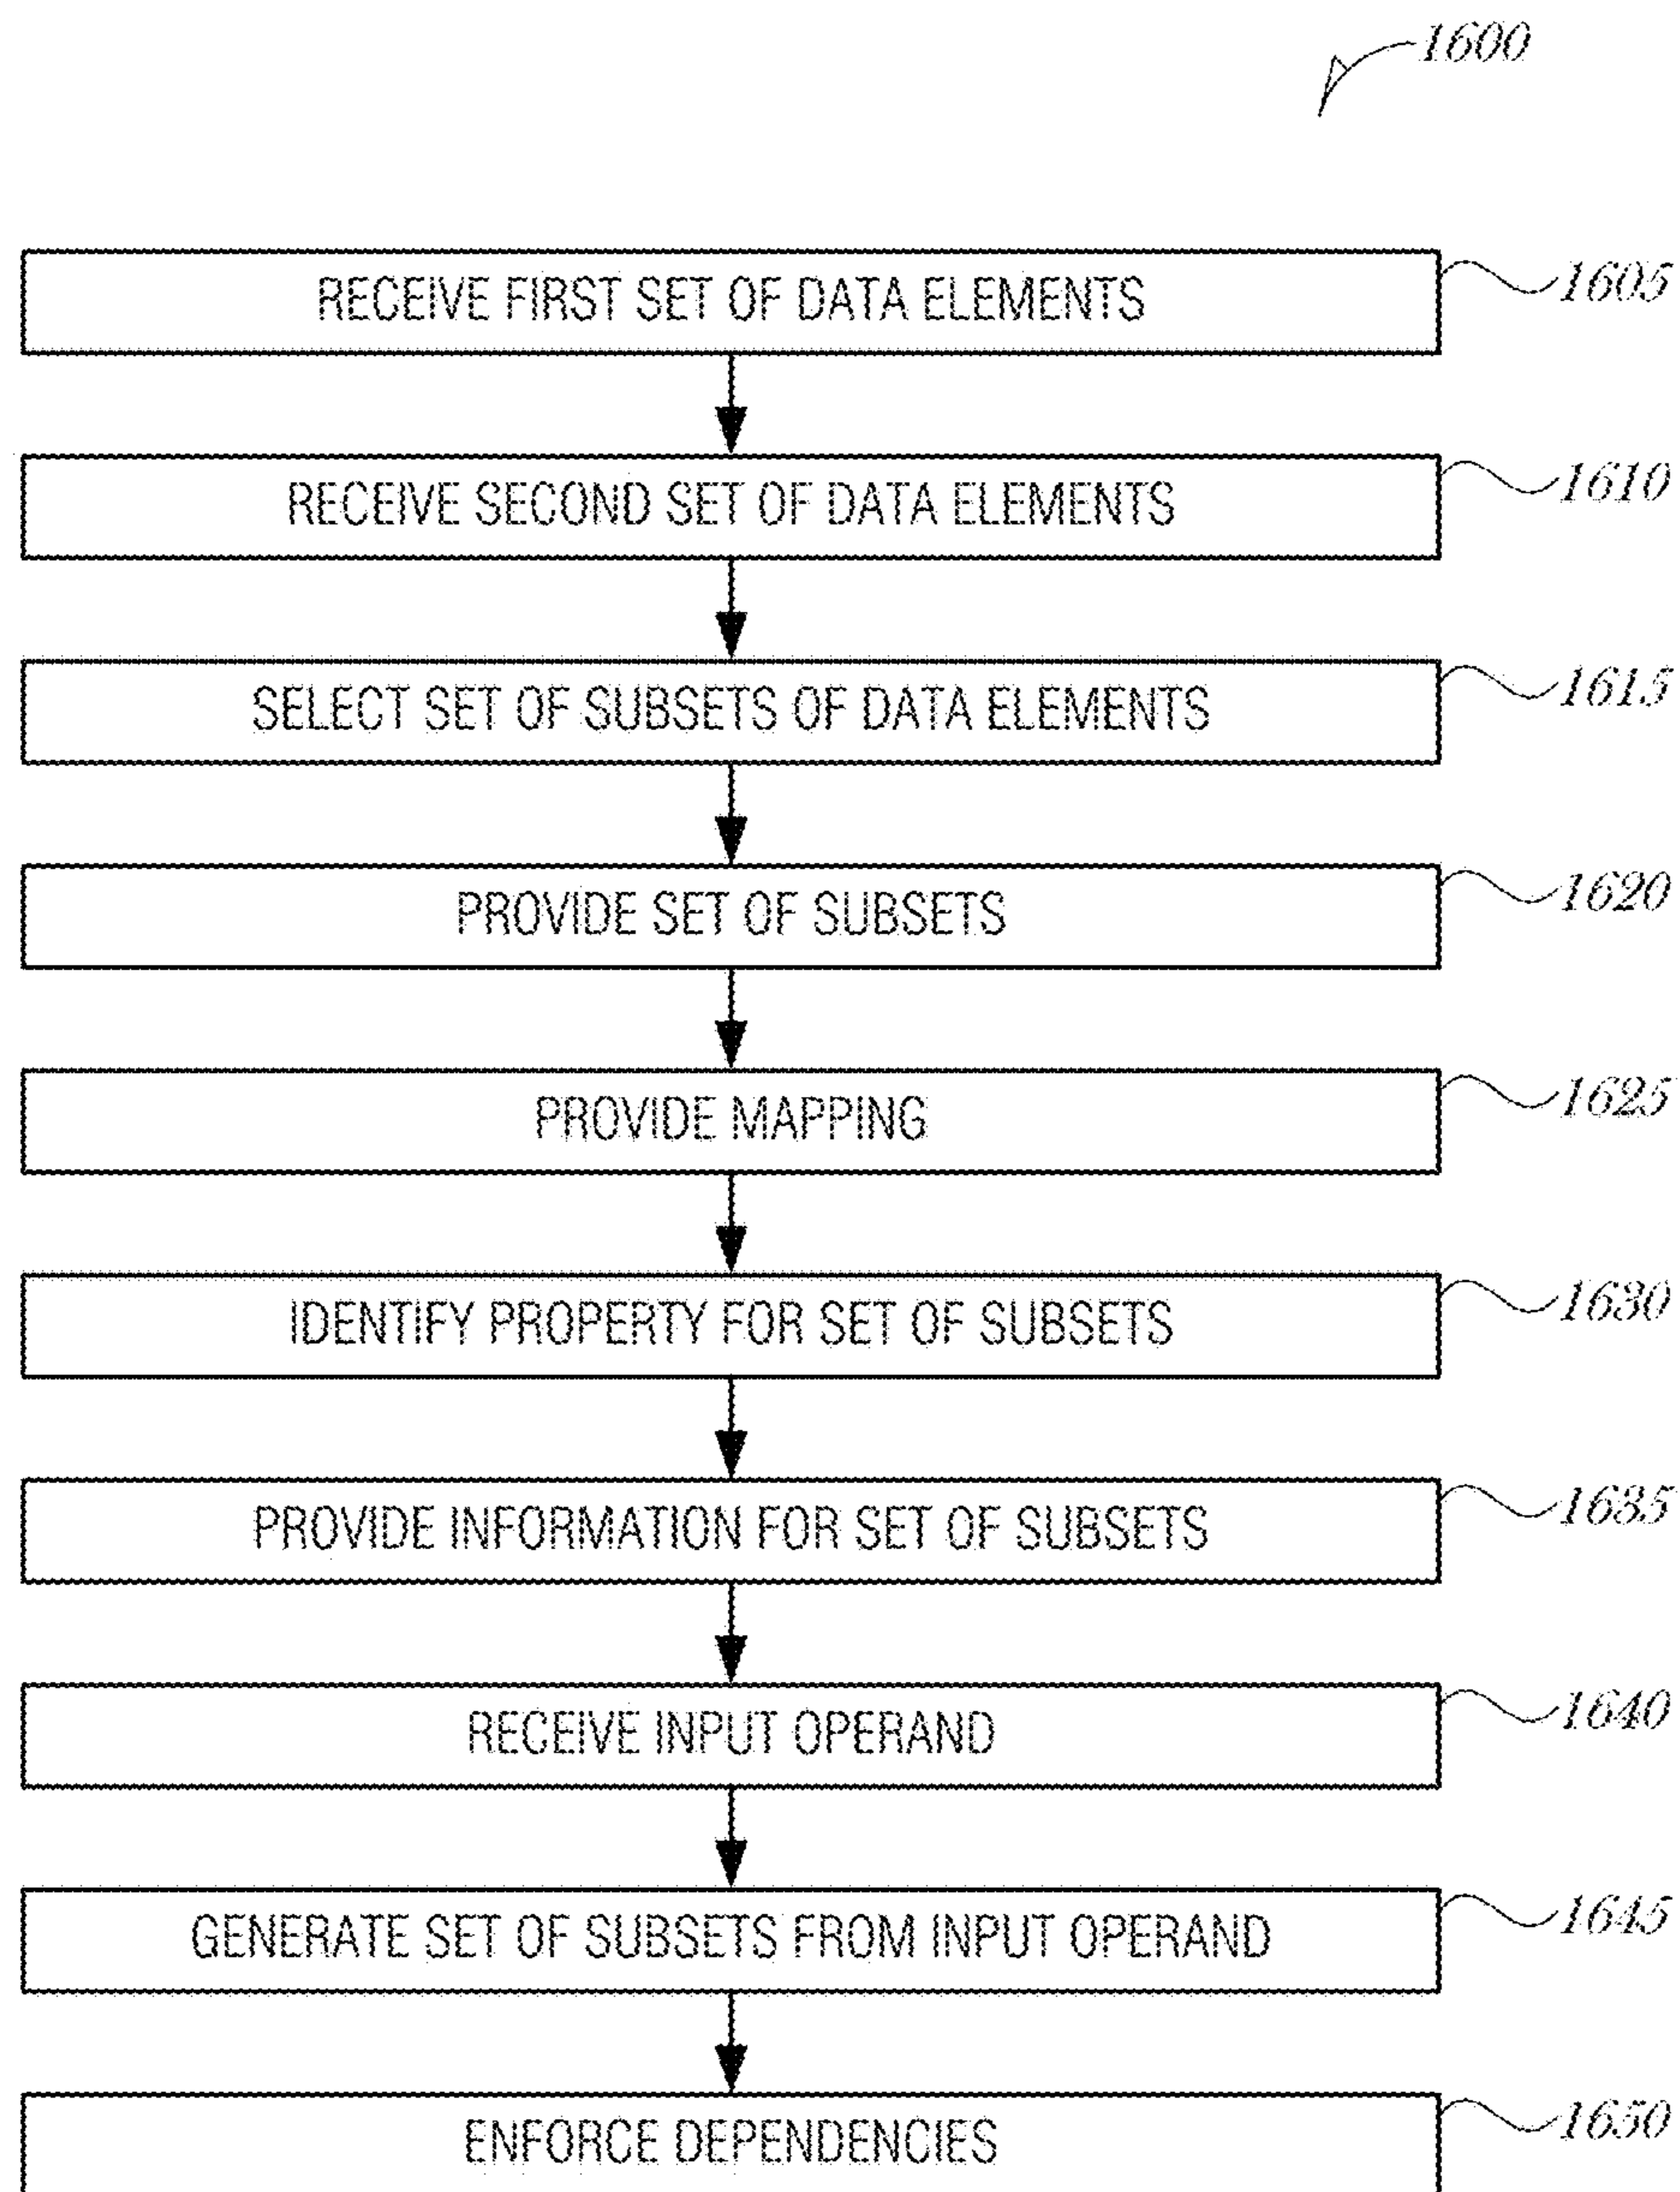 1600
RECEIVE FIRST SET OF DATA ELEMENTS 1605
RECEIVE SECOND SET OF DATA ELEMENTS 1610
SELECT SET OF SUBSETS OF DATA ELEMENTS 1615
PROVIDE SET OF SUBSETS 1620
PROVIDE MAPPING 1625
IDENTIFY PROPERTY FOR SET OF SUBSETS 1630
PROVIDE INFORMATION FOR SET OF SUBSETS 1635
RECEIVE INPUT OPERAND 1640
GENERATE SET OF SUBSETS FROM INPUT OPERAND 1645
ENFORCE DEPENDENCIES 1650